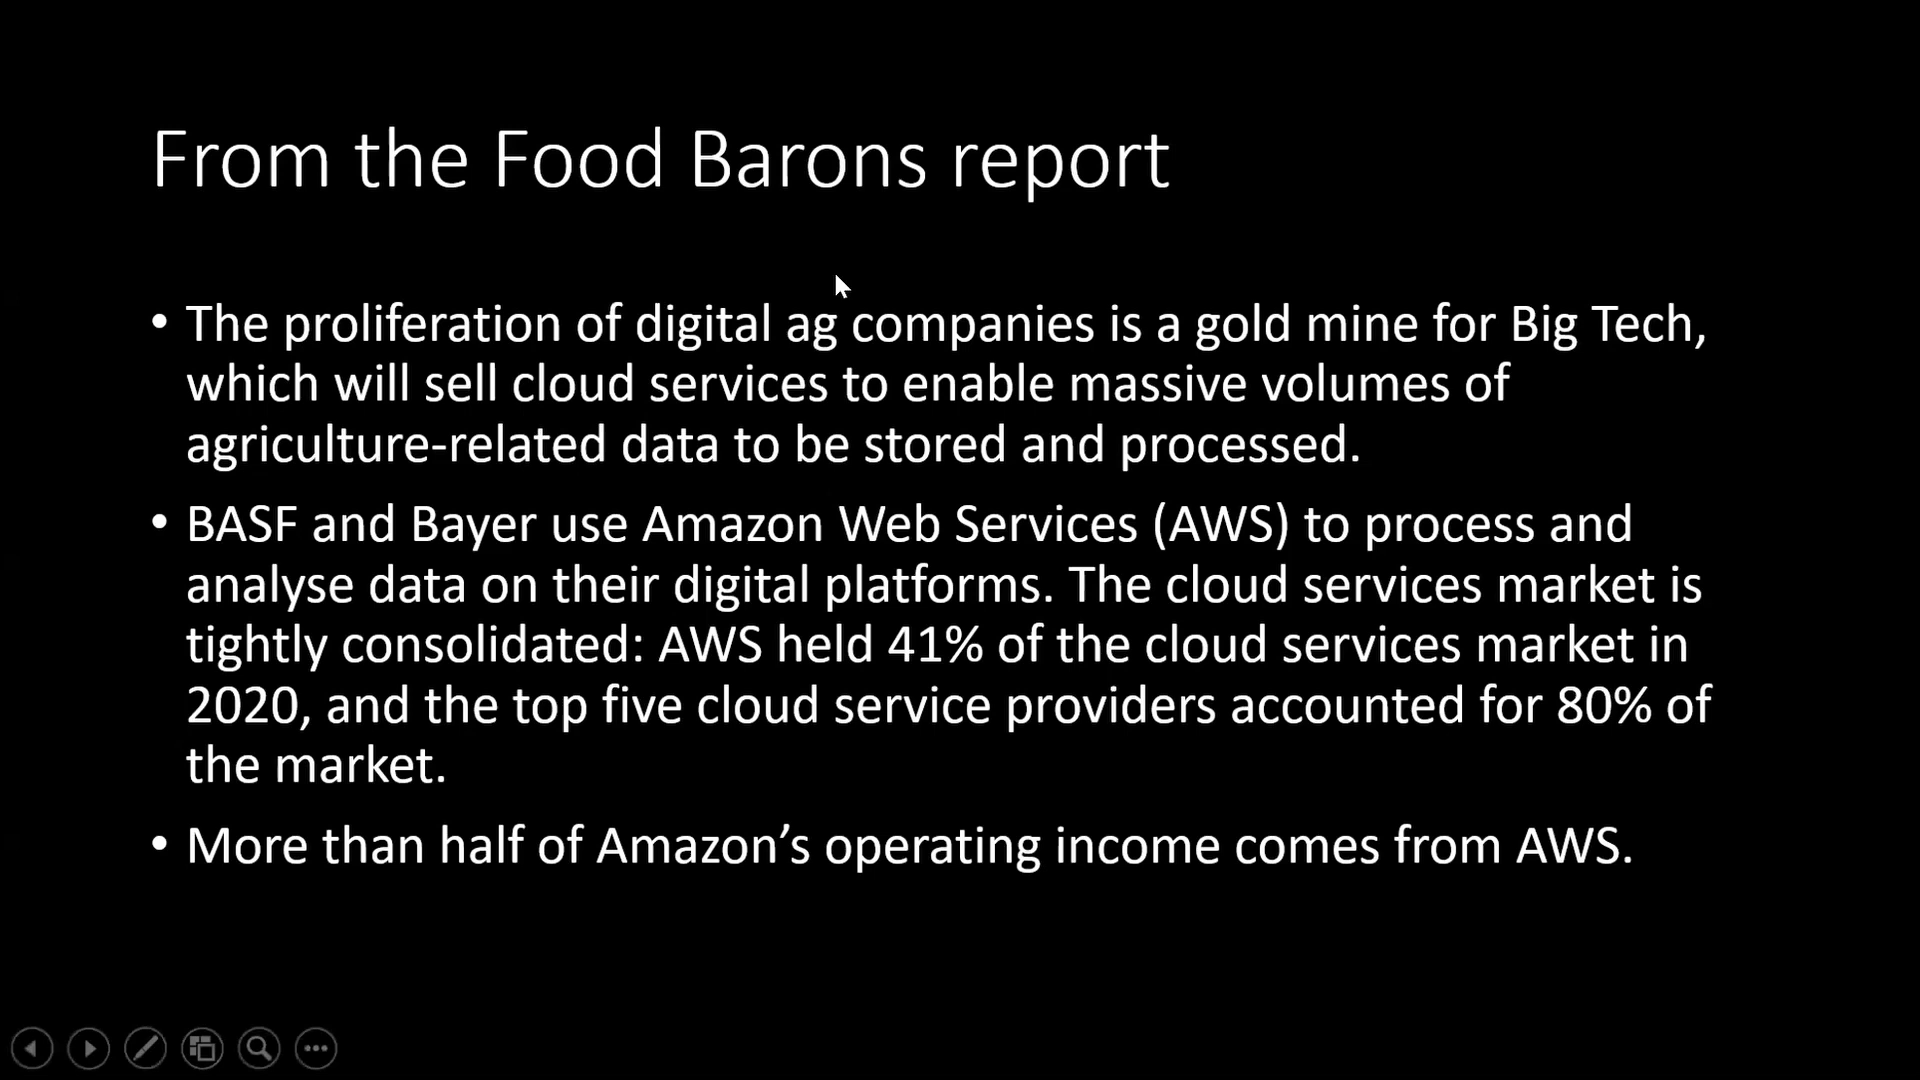 From the Food Barons report
• The proliferation of digital ag companies is a gold mine for Big Tech,
which will sell cloud services to enable massive volumes of
agriculture-related data to be stored and processed.
• BASF and Bayer use Amazon Web Services (AWS) to process and
analyse data on their digital platforms. The cloud services market is
tightly consolidated: AWS held 41% of the cloud services market in
2020, and the top five cloud service providers accounted for 80% of
the market.
• More than half of Amazon’s operating income comes from AWS.